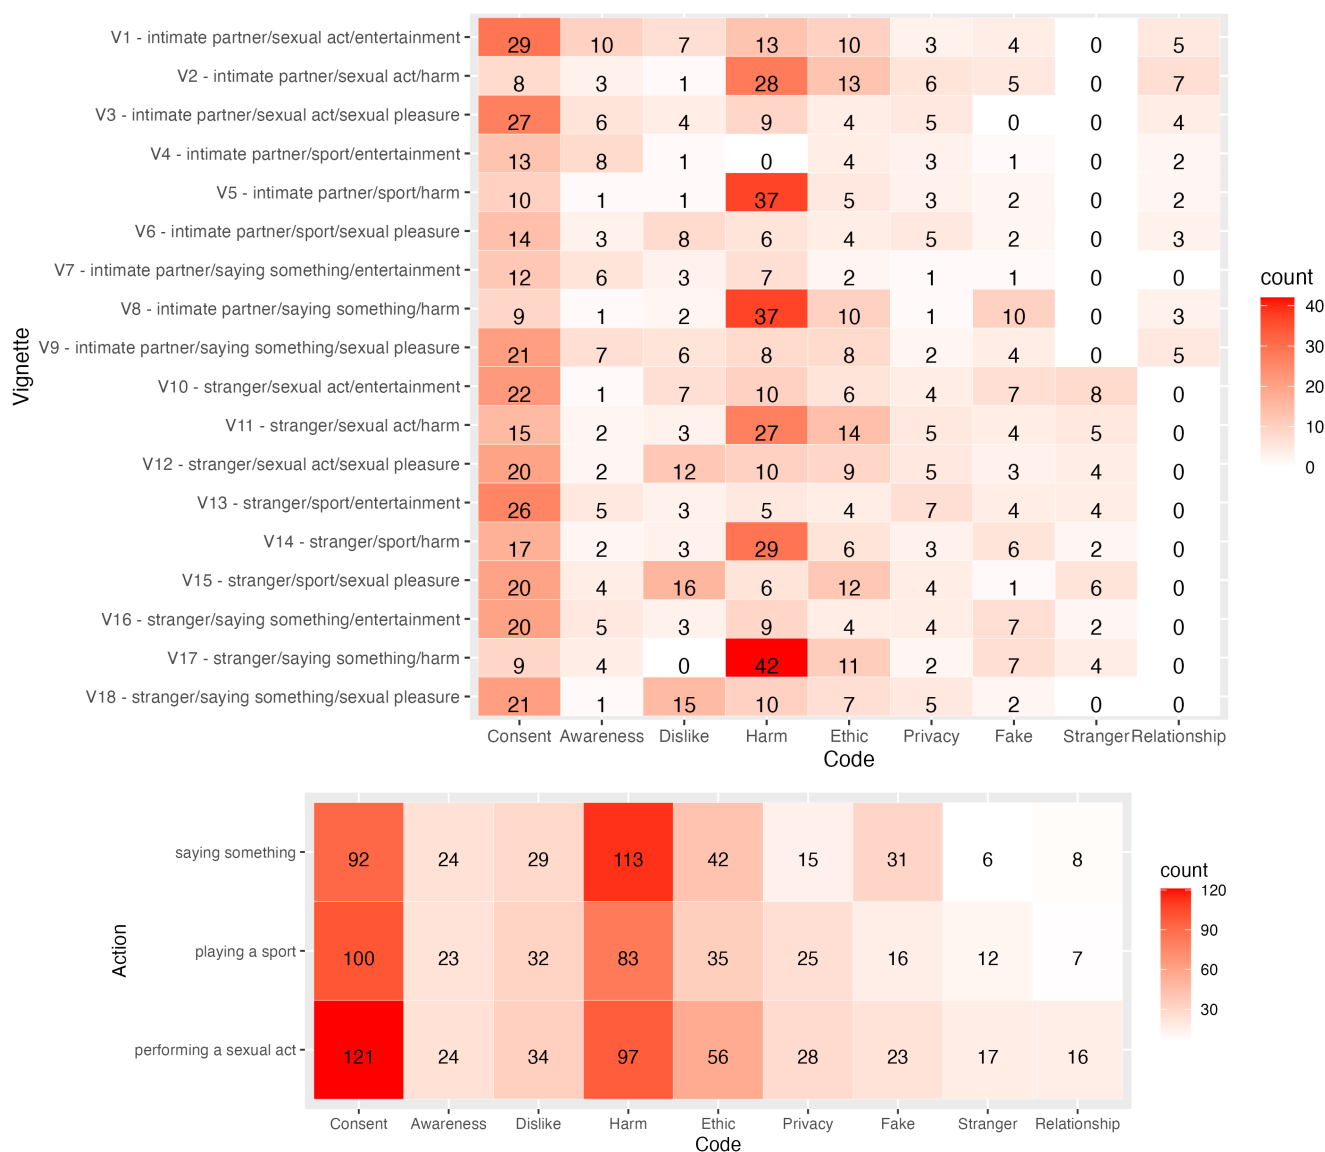 V1 - intimate partner/sexual act/entertainment 29 10 7 13 10 3 4 0 5
V2 - intimate partner/sexual act/harm 8 3 1 28 13 6 5 0 7
V3 - intimate partner/sexual act/sexual pleasure 27 6 4 9 4 5 0 0 4
V4 - intimate partner/sport/entertainment 13 8 1 0 4 3 1 0 2
V5 - intimate partner/sport/harm 10 1 1 37 5 3 2 0 2
V6 - intimate partner/sport/sexual pleasure 14 3 8 6 4 5 2 0 3
V7 - intimate partner/saying something/entertainment 12 6 3 7 2 1 1 0 0
V8 - intimate partner/saying something/harm 9 1 2 37 10 1 10 0 3
V9 - intimate partner/saying something/sexual pleasure 21 7 6 8 8 2 4 0 5
V10 - stranger/sexual act/entertainment 22 1 7 10 6 4 7 8 0
V11 - stranger/sexual act/harm 15 2 3 27 14 5 4 5 0
V12 - stranger/sexual act/sexual pleasure 20 2 12 10 9 5 3 4 0
V13 - stranger/sport/entertainment 26 5 3 5 4 7 4 4 0
V14 - stranger/sport/harm 17 2 3 29 6 3 6 2 0
V15 - stranger/sport/sexual pleasure 20 4 16 6 12 4 1 6 0
V16 - stranger/saying something/entertainment 20 5 3 9 4 4 7 2 0
V17 - stranger/saying something/harm 9 4 0 42 11 2 7 4 0
V18 - stranger/saying something/sexual pleasure 21 1 15 10 7 5 2 0 0
Consent Awareness Dislike Harm Ethic Privacy Fake Stranger Relationship
Code
Vignette
count
40
30
20
10
0
saying something 92 24 29 113 42 15 31 6 8
playing a sport 100 23 32 83 35 25 16 12 7
performing a sexual act 121 24 34 97 56 28 23 17 16
Consent Awareness Dislike Harm Ethic Privacy Fake Stranger Relationship
Code
Action
count
120
90
60
30